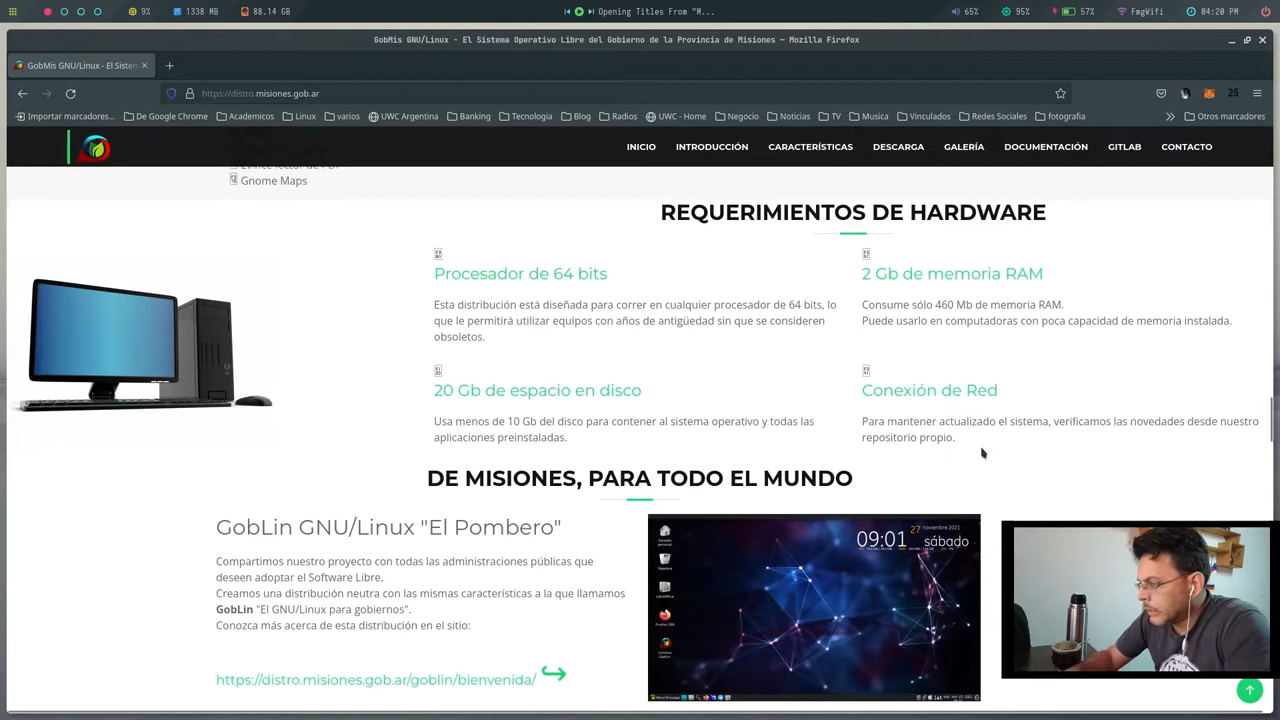 9%
1338 MB
88.14 GB
Opening Titles From "M...
65%
95%
57%
FmgWifi
04:20 PM
GobMis GNU/Linux - El Sistema Operativo Libre del Gobierno de la Provincia de Misiones — Mozilla Firefox
GobMis GNU/Linux - El Sistem
https://distro.misiones.gob.ar
25
Importar marcadores...
De Google Chrome
Academicos
Linux
varios
UWC Argentina
Banking
Tecnologia
Blog
Radios
UWC - Home
Negocio
Noticias
TV
Musica
Vinculados
Redes Sociales
fotografia
Otros marcadores
INICIO
INTRODUCCIÓN
CARACTERÍSTICAS
DESCARGA
GALERÍA
DOCUMENTACIÓN
GITLAB
CONTACTO
Evince lector de PDF
Gnome Maps
REQUERIMIENTOS DE HARDWARE
Procesador de 64 bits
Esta distribución está diseñada para correr en cualquier procesador de 64 bits, lo
que le permitirá utilizar equipos con años de antigüedad sin que se consideren
obsoletos.
2 Gb de memoria RAM
Consume sólo 460 Mb de memoria RAM.
Puede usarlo en computadoras con poca capacidad de memoria instalada.
20 Gb de espacio en disco
Usa menos de 10 Gb del disco para contener al sistema operativo y todas las
aplicaciones preinstaladas.
Conexión de Red
Para mantener actualizado el sistema, verificamos las novedades desde nuestro
repositorio propio.
DE MISIONES, PARA TODO EL MUNDO
GobLin GNU/Linux "El Pombero"
Compartimos nuestro proyecto con todas las administraciones públicas que
deseen adoptar el Software Libre.
Creamos una distribución neutra con las mismas características a la que llamamos
GobLin "El GNU/Linux para gobiernos".
Conozca más acerca de esta distribución en el sitio:
https://distro.misiones.gob.ar/goblin/bienvenida/
09:01
27
noviembre 2021
sábado
Papelera
LibreOffice